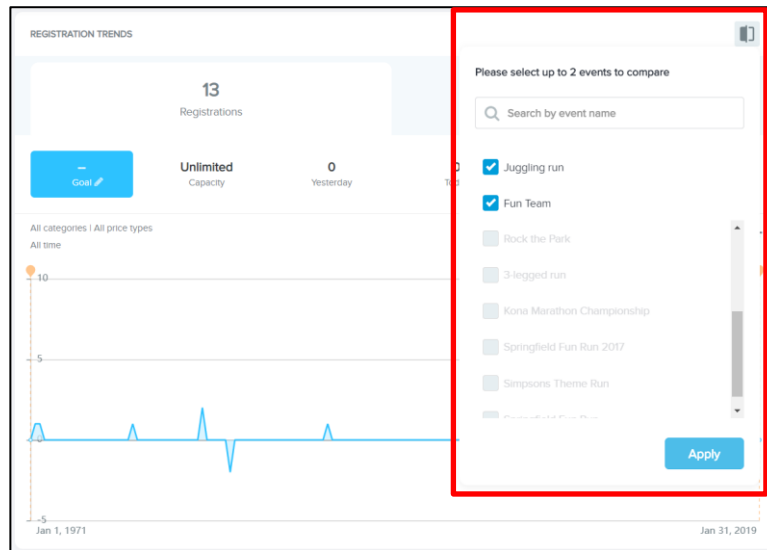 REGISTRATION TRENDS
13
Registrations
–
Goal
Unlimited
Capacity
0
Yesterday
All categories | All price types
All time
10
5
0
-5
Jan 1, 1971
Jan 31, 2019
Please select up to 2 events to compare
Search by event name
Juggling run
Fun Team
Rock the Park
3-legged run
Kona Marathon Championship
Springfield Fun Run 2017
Simpsons Theme Run
Springfield Fun Run
Apply